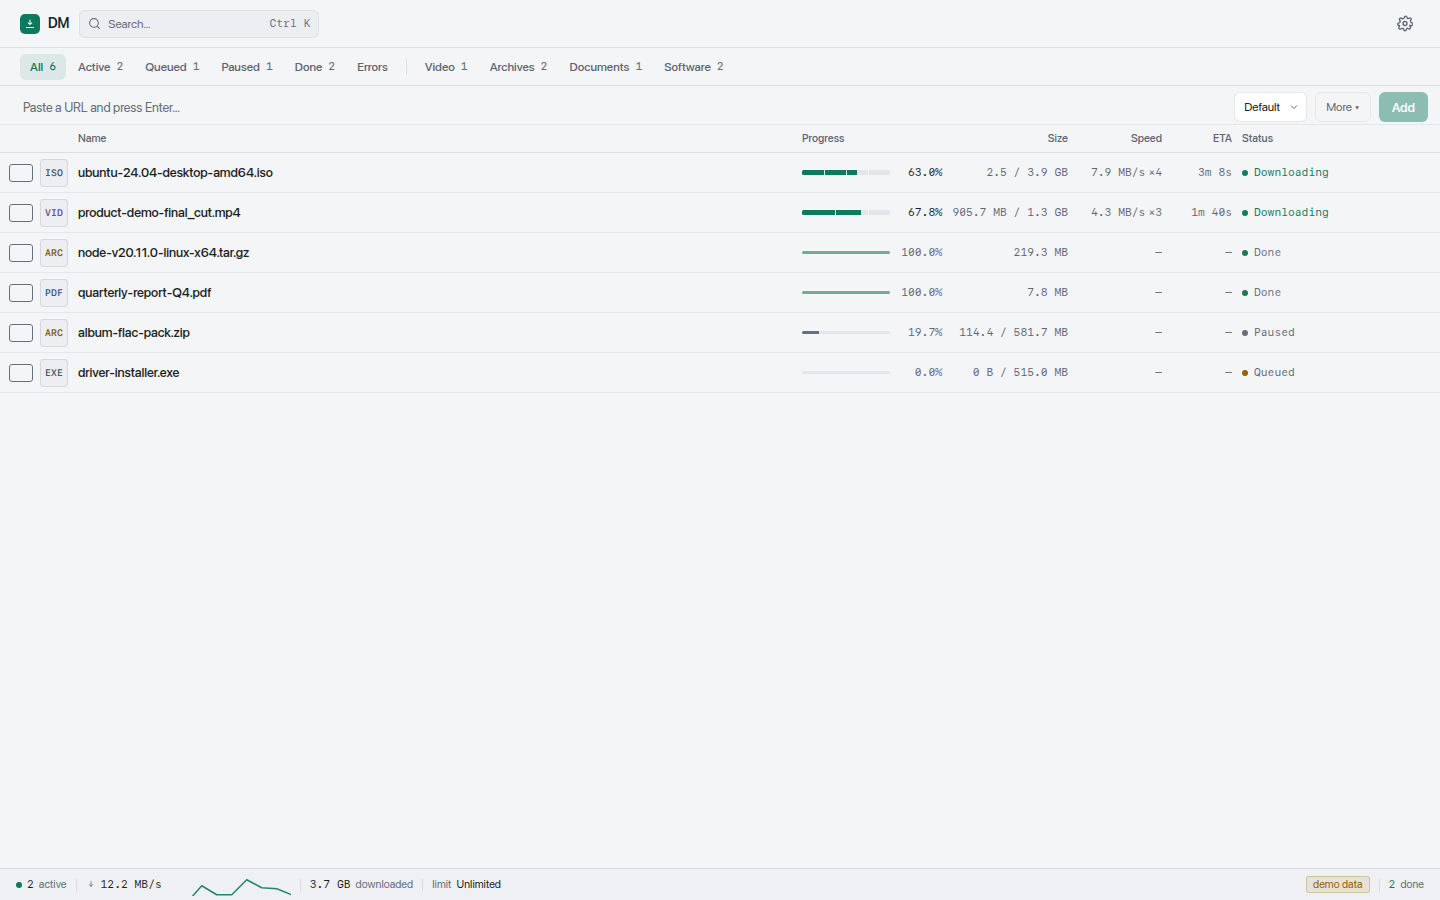 DM Search... Ctrl K
All 6 Active 2 Queued 1 Paused 1 Done 2 Errors Video 1 Archives 2 Documents 1 Software 2
Paste a URL and press Enter... Default More Add
Name Progress Size Speed ETA Status
ISO ubuntu-24.04-desktop-amd64.iso 63.0% 2.5 / 3.9 GB 7.9 MB/s ×4 3m 8s Downloading
VID product-demo-final_cut.mp4 67.8% 905.7 MB / 1.3 GB 4.3 MB/s ×3 1m 40s Downloading
ARC node-v20.11.0-linux-x64.tar.gz 100.0% 219.3 MB — — Done
PDF quarterly-report-Q4.pdf 100.0% 7.8 MB — — Done
ARC album-flac-pack.zip 19.7% 114.4 / 581.7 MB — — Paused
EXE driver-installer.exe 0.0% 0 B / 515.0 MB — — Queued
2 active ↓ 12.2 MB/s 3.7 GB downloaded limit Unlimited demo data 2 done